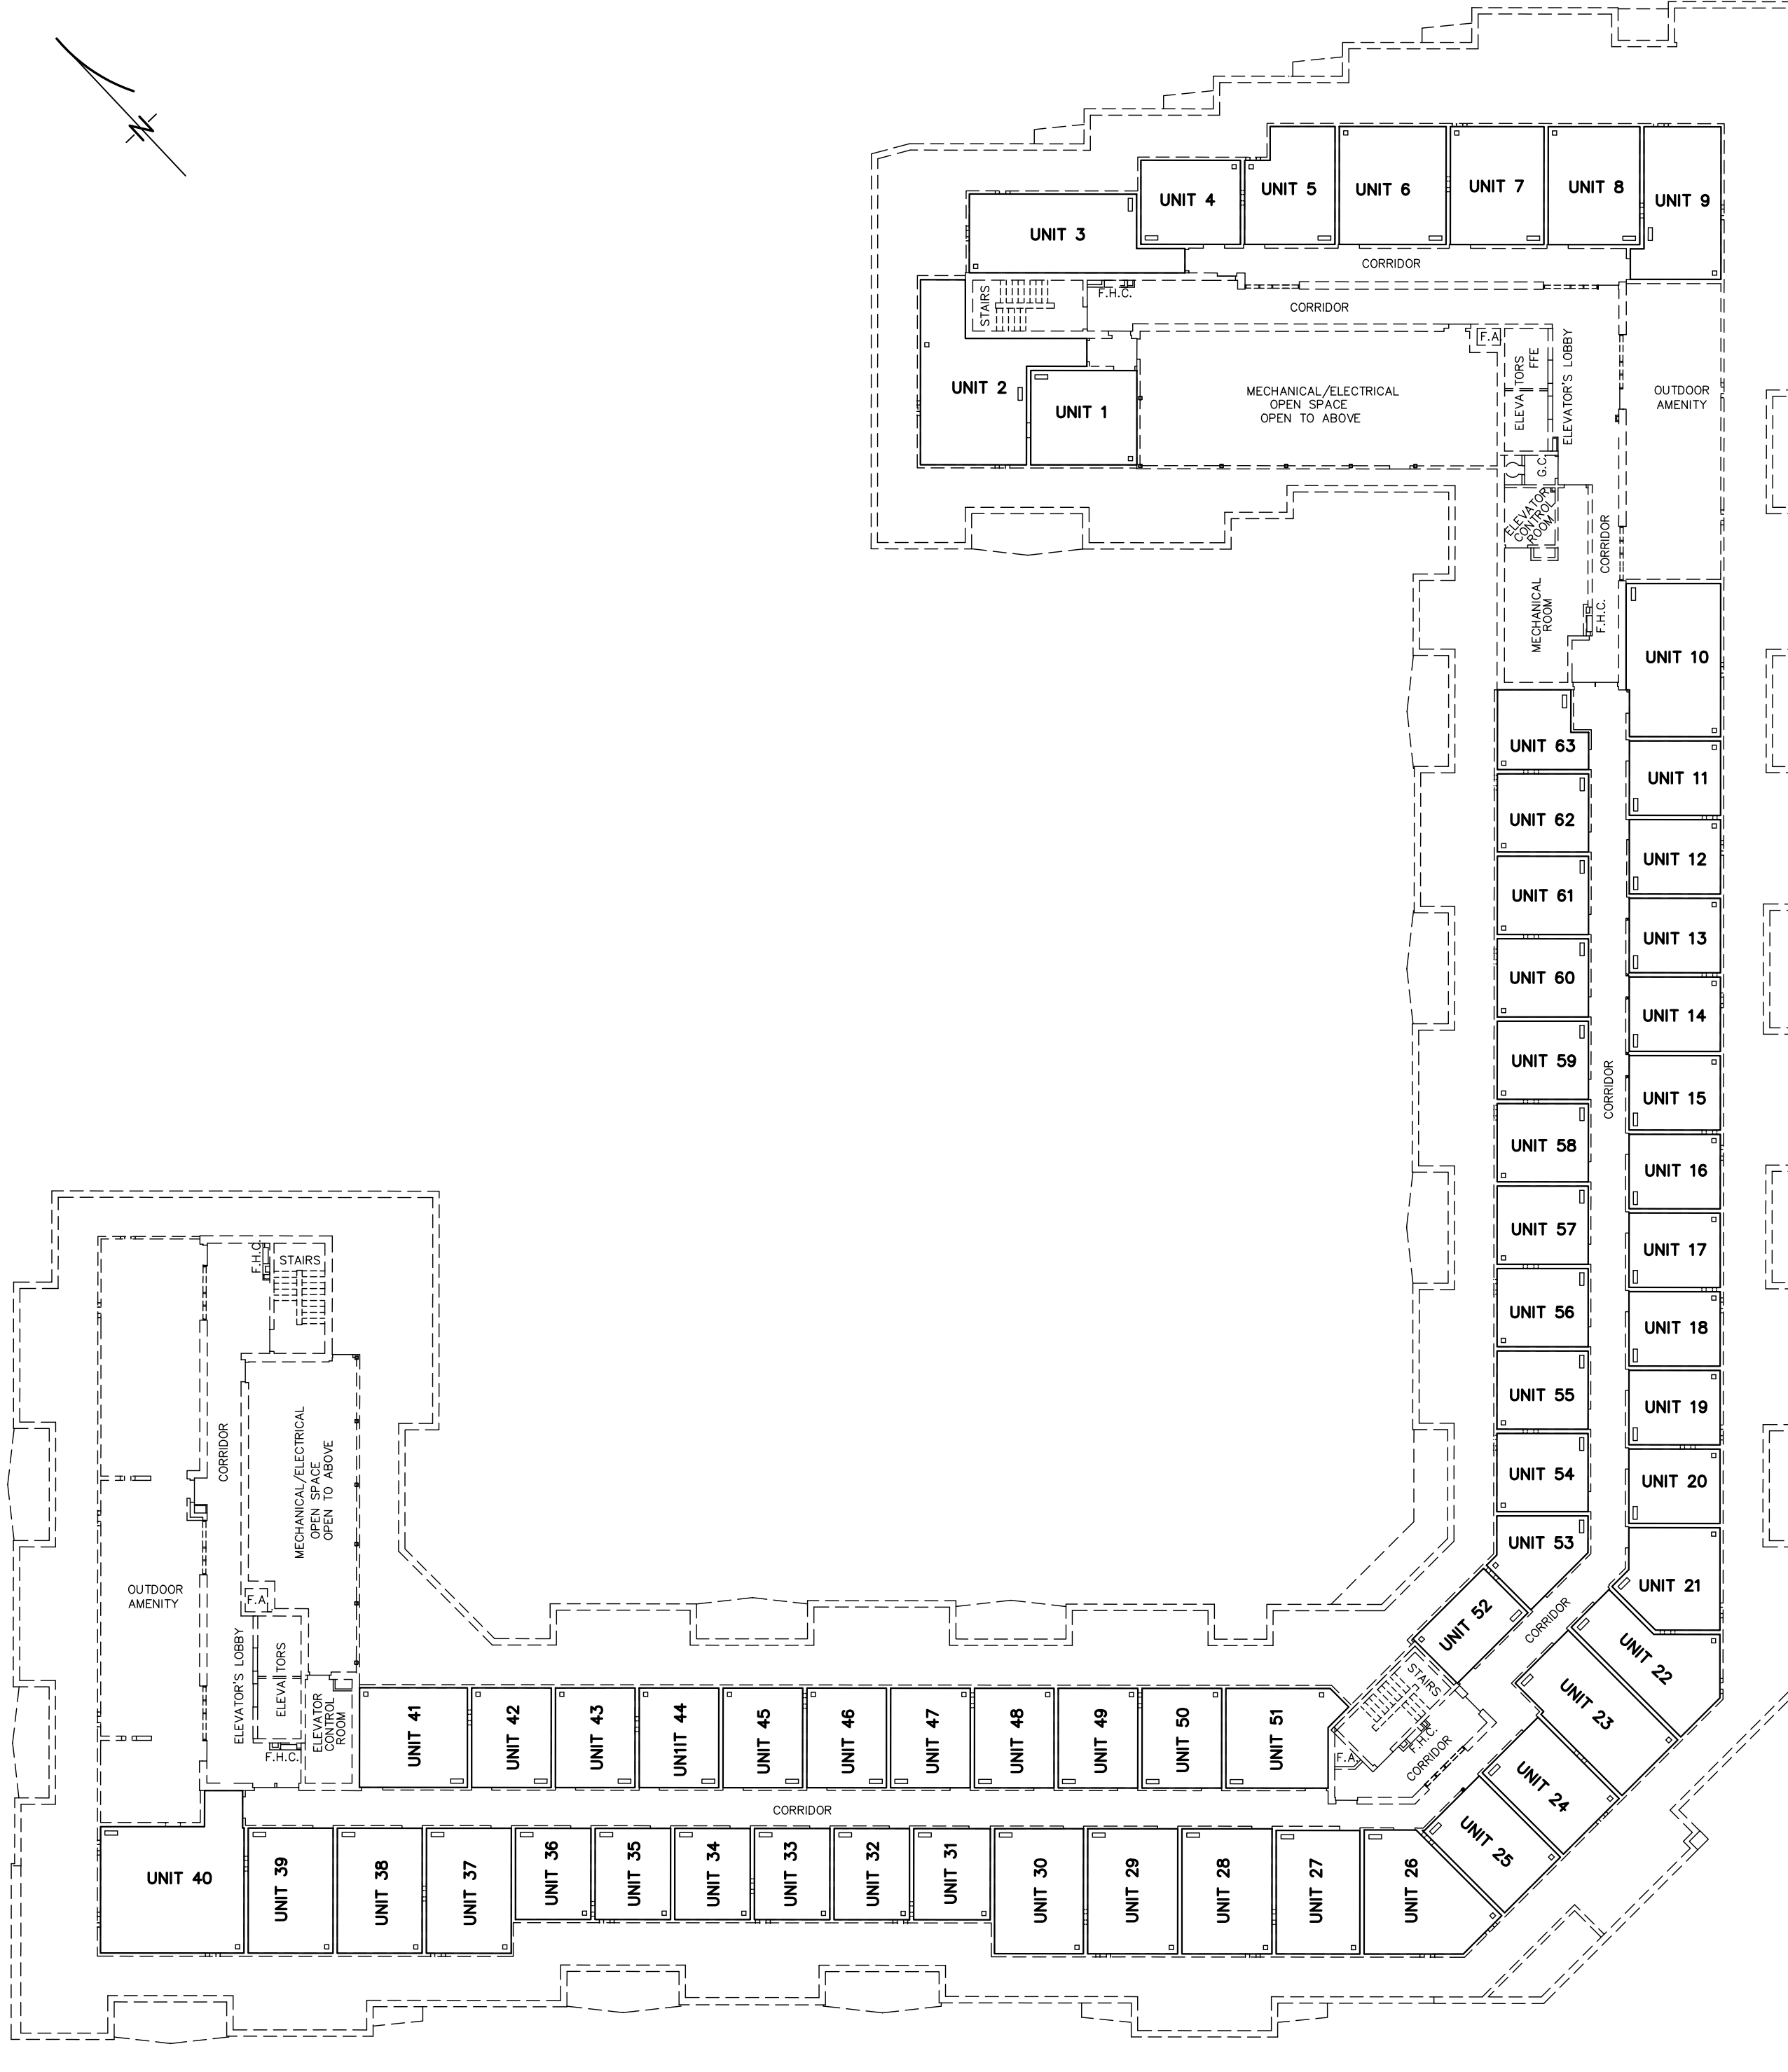 N
UNIT 4
UNIT 5
UNIT 6
UNIT 7
UNIT 8
UNIT 9
UNIT 3
CORRIDOR
STAIRS
F.H.C.
CORRIDOR
F.A.
ELEVATORS
FFE
ELEVATOR'S LOBBY
UNIT 2
UNIT 1
MECHANICAL/ELECTRICAL
OPEN SPACE
OPEN TO ABOVE
OUTDOOR
AMENITY
G.C.
ELEVATOR
CONTROL
ROOM
CORRIDOR
MECHANICAL
ROOM
F.H.C.
UNIT 10
UNIT 63
UNIT 11
UNIT 62
UNIT 12
UNIT 61
UNIT 13
UNIT 60
UNIT 14
UNIT 59
CORRIDOR
UNIT 15
UNIT 58
UNIT 16
UNIT 57
UNIT 17
UNIT 56
UNIT 18
UNIT 55
UNIT 19
UNIT 54
UNIT 20
UNIT 53
UNIT 21
UNIT 52
CORRIDOR
UNIT 22
STAIRS
UNIT 23
F.H.C.
CORRIDOR
F.A.
UNIT 24
UNIT 25
F.H.C.
STAIRS
CORRIDOR
MECHANICAL/ELECTRICAL
OPEN SPACE
OPEN TO ABOVE
OUTDOOR
AMENITY
F.A.
ELEVATOR'S LOBBY
ELEVATORS
ELEVATOR
CONTROL
ROOM
F.H.C.
UNIT 41
UNIT 42
UNIT 43
UN1IT 44
UNIT 45
UNIT 46
UNIT 47
UNIT 48
UNIT 49
UNIT 50
UNIT 51
CORRIDOR
UNIT 40
UNIT 39
UNIT 38
UNIT 37
UNIT 36
UNIT 35
UNIT 34
UNIT 33
UNIT 32
UNIT 31
UNIT 30
UNIT 29
UNIT 28
UNIT 27
UNIT 26